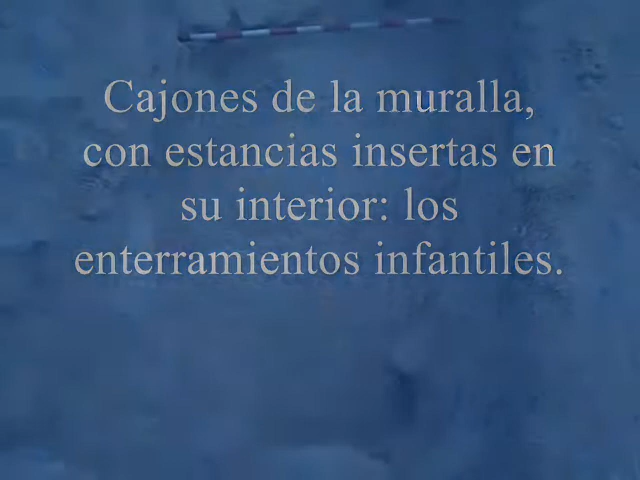 Cajones de la muralla,
con estancias insertas en
su interior: los
enterramientos infantiles.